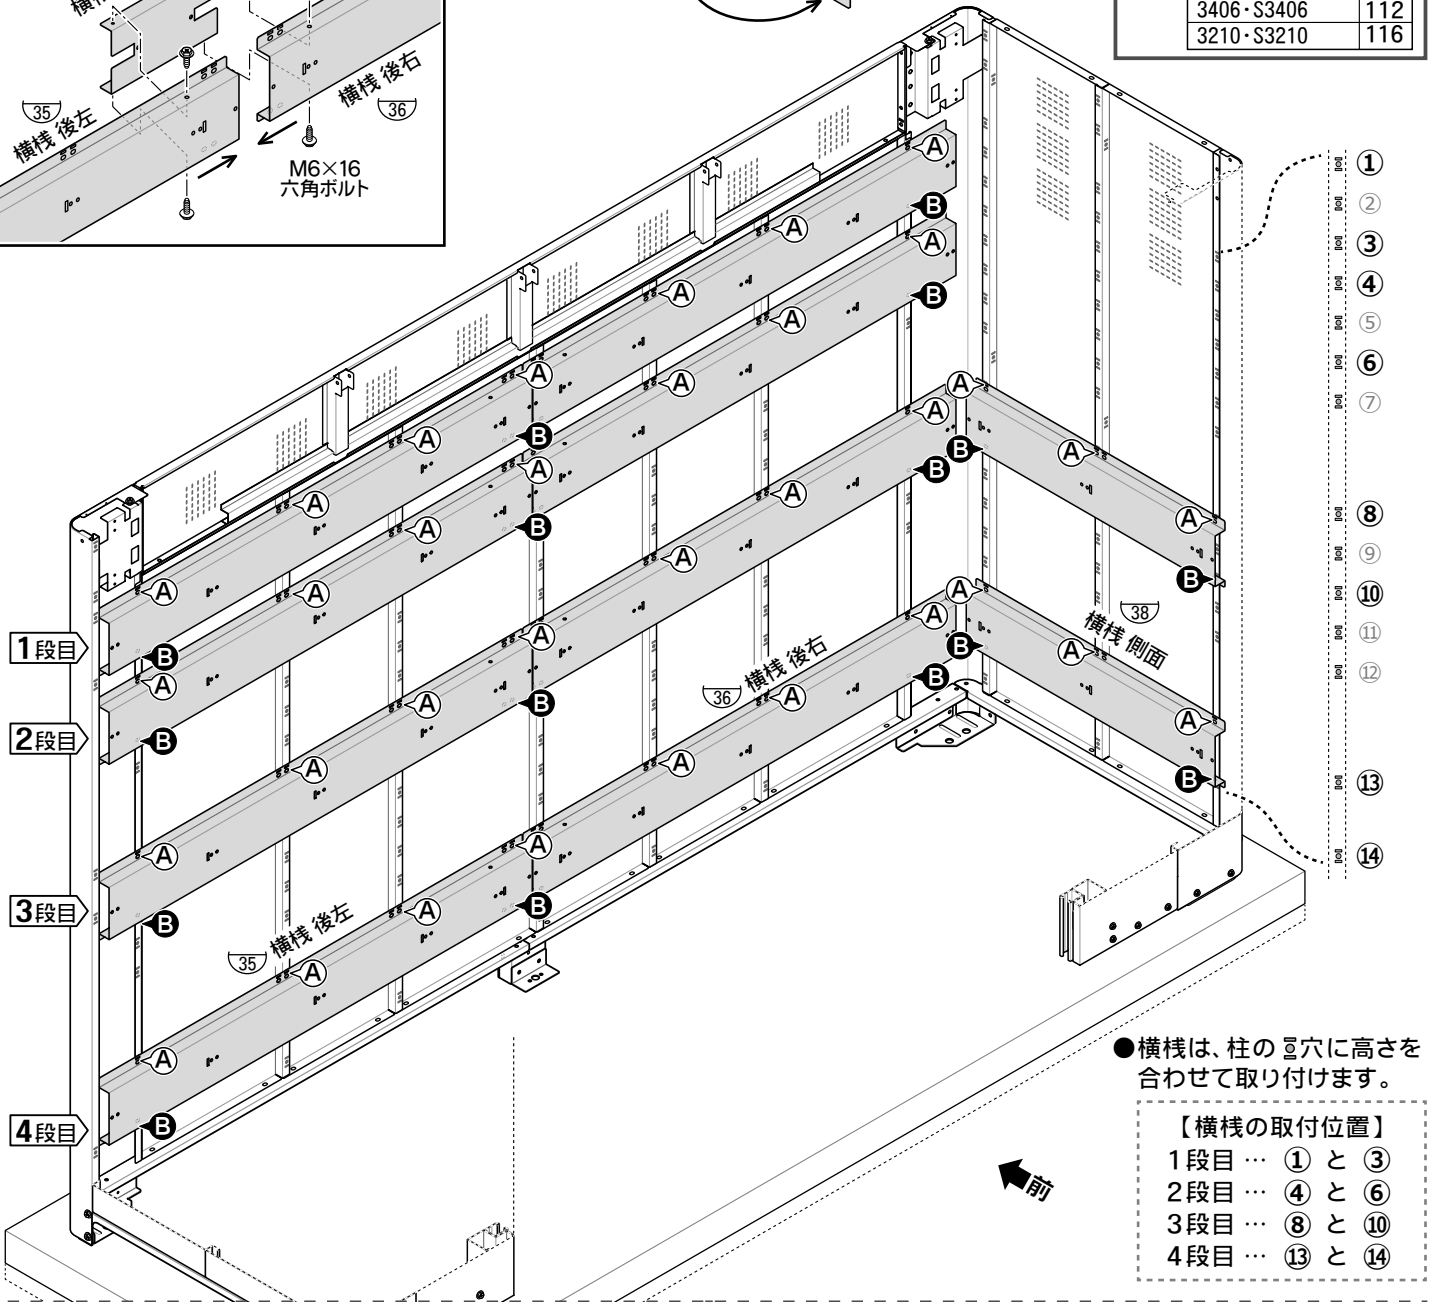 3406・S3406 112
3210・S3210 116
35
横桟 後左
横桟 後右
36
M6×16
六角ボルト
A
B
A
A
A
B
A
A
A
A
B
A
A
A
B
A
A
A
A
B
A
B
A
A
A
B
A
A
B
1段目
2段目
3段目
4段目
36 横桟 後右
35 横桟 後左
38
横桟 側面
①
②
③
④
⑤
⑥
⑦
⑧
⑨
⑩
⑪
⑫
⑬
⑭
前
●横桟は、柱の穴に高さを
合わせて取り付けます。
【横桟の取付位置】
1段目 … ① と ③
2段目 … ④ と ⑥
3段目 … ⑧ と ⑩
4段目 … ⑬ と ⑭